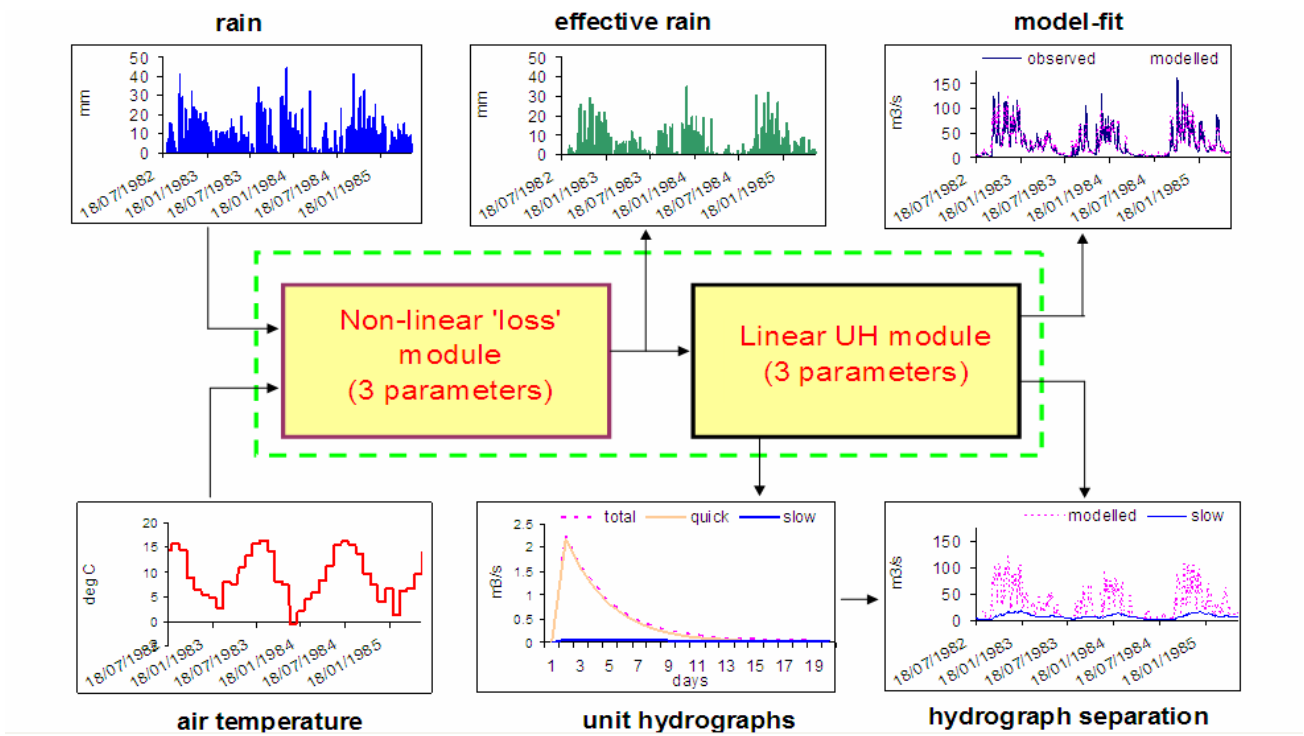 rain
50
40
30
20
10
0
mm
18/07/1982
18/01/1983
18/07/1983
18/01/1984
18/07/1984
18/01/1985
effective rain
50
40
30
20
10
0
mm
18/07/1982
18/01/1983
18/07/1983
18/01/1984
18/07/1984
18/01/1985
model-fit
observed modelled
150
100
50
0
m3/s
18/07/1982
18/01/1983
18/07/1983
18/01/1984
18/07/1984
18/01/1985
Non-linear 'loss'
module
(3 parameters)
Linear UH module
(3 parameters)
20
15
10
5
0
deg C
18/01/1983
18/07/1983
18/01/1984
18/07/1984
18/01/1985
air temperature
total quick slow
2.5
2
1.5
1
0.5
0
m3/s
1 3 5 7 9 11 13 15 17 19
days
unit hydrographs
modelled slow
150
100
50
0
m3/s
18/07/1982
18/01/1983
18/07/1983
18/01/1984
18/07/1984
18/01/1985
hydrograph separation